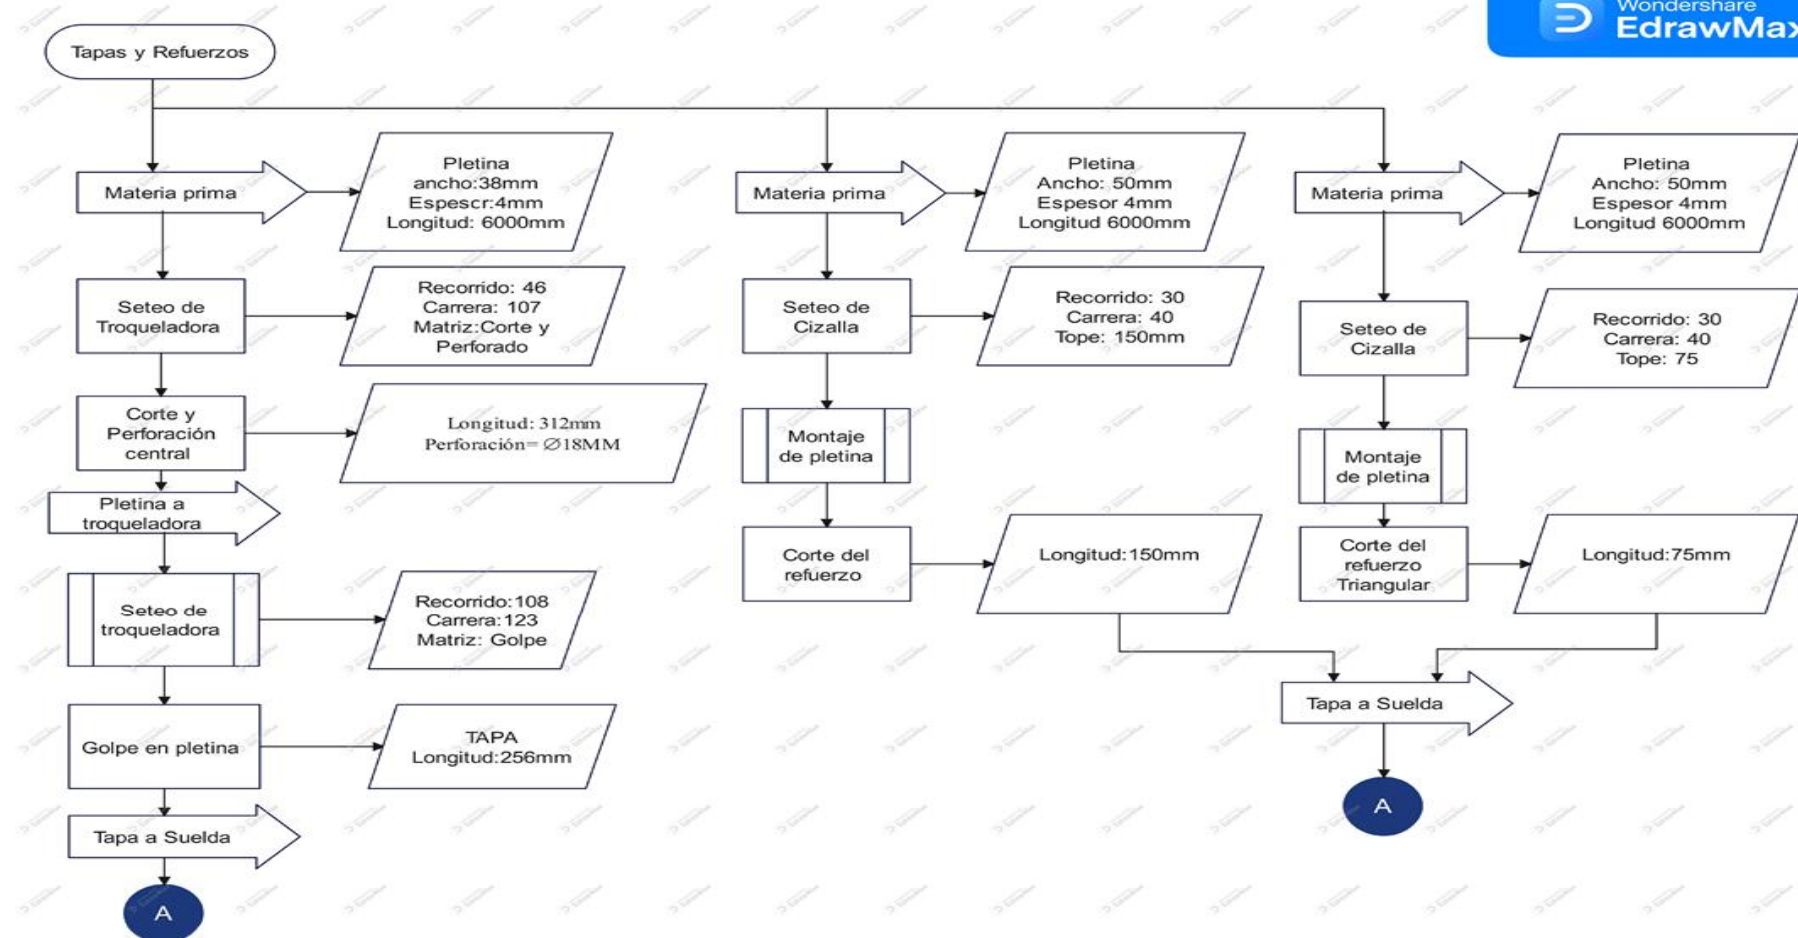 Wondershare
EdrawMax
Tapas y Refuerzos
Materia prima
Pletina
ancho:38mm
Espescr:4mm
Longitud: 6000mm
Seteo de
Troqueladora
Recorrido: 46
Carrera: 107
Matriz:Corte y
Perforado
Corte y
Perforación
central
Longitud: 312mm
Perforación= ∅18MM
Pletina a
troqueladora
Seteo de
troqueladora
Recorrido:108
Carrera:123
Matriz: Golpe
Golpe en pletina
TAPA
Longitud:256mm
Tapa a Suelda
A
Materia prima
Pletina
Ancho: 50mm
Espesor 4mm
Longitud 6000mm
Seteo de
Cizalla
Recorrido: 30
Carrera: 40
Tope: 150mm
Montaje
de pletina
Corte del
refuerzo
Longitud:150mm
Materia prima
Pletina
Ancho: 50mm
Espesor 4mm
Longitud 6000mm
Seteo de
Cizalla
Recorrido: 30
Carrera: 40
Tope: 75
Montaje
de pletina
Corte del
refuerzo
Triangular
Longitud:75mm
Tapa a Suelda
A